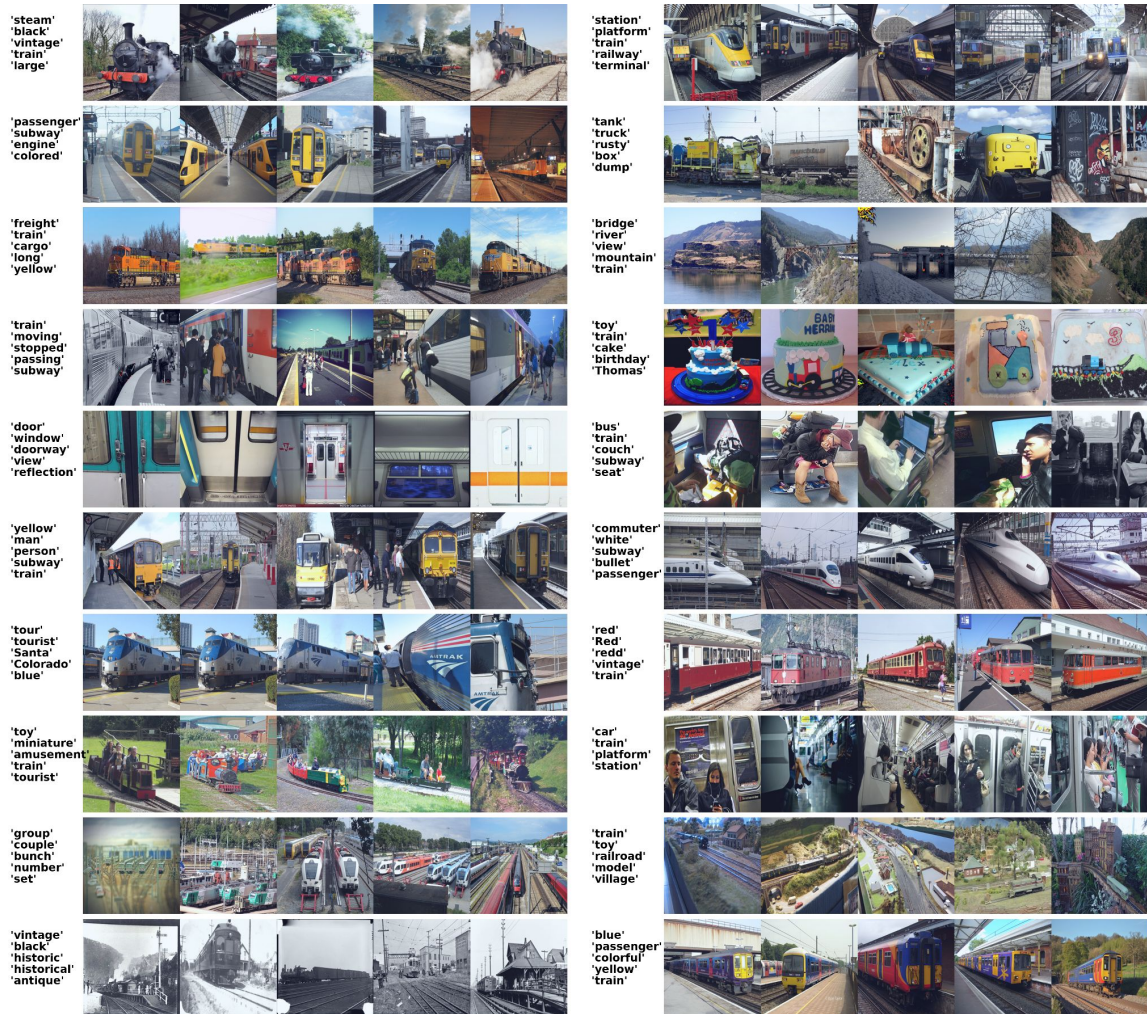 'steam'
'black'
'vintage'
'train'
'large'
'station'
'platform'
'train'
'railway'
'terminal'
'passenger'
'subway'
'engine'
'colored'
'tank'
'truck'
'rusty'
'box'
'dump'
'freight'
'train'
'cargo'
'long'
'yellow'
'bridge'
'river'
'view'
'mountain'
'train'
'train'
'moving'
'stopped'
'passing'
'subway'
'toy'
'train'
'cake'
'birthday'
'Thomas'
BABY
3
'door'
'window'
'doorway'
'view'
'reflection'
'bus'
'train'
'couch'
'subway'
'seat'
'yellow'
'man'
'person'
'subway'
'train'
'commuter'
'white'
'subway'
'bullet'
'passenger'
'tour'
'tourist'
'Santa'
'Colorado'
'blue'
AMTRAK
AMTRAK
'red'
'Red'
'redd'
'vintage'
'train'
'toy'
'miniature'
'amusement'
'train'
'tourist'
'car'
'train'
'platform'
'station'
'group'
'couple'
'bunch'
'number'
'set'
'train'
'toy'
'railroad'
'model'
'village'
'vintage'
'black'
'historic'
'historical'
'antique'
'blue'
'passenger'
'colorful'
'yellow'
'train'